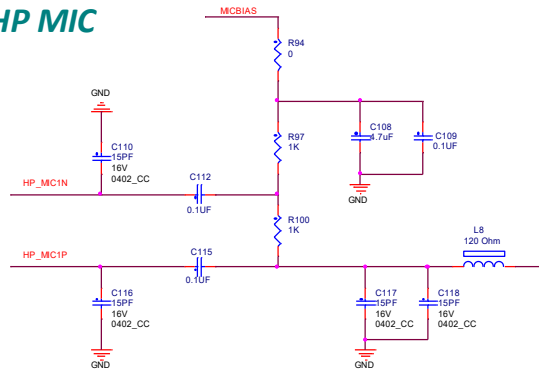 HP MIC
MICBIAS
R94
0
GND
C110
15PF
16V
0402_CC
R97
1K
C108
4.7uF
C109
0.1UF
HP_MIC1N
C112
0.1UF
GND
R100
1K
L8
120 Ohm
HP_MIC1P
C115
0.1UF
C116
15PF
16V
0402_CC
C117
15PF
16V
0402_CC
C118
15PF
16V
0402_CC
GND
GND